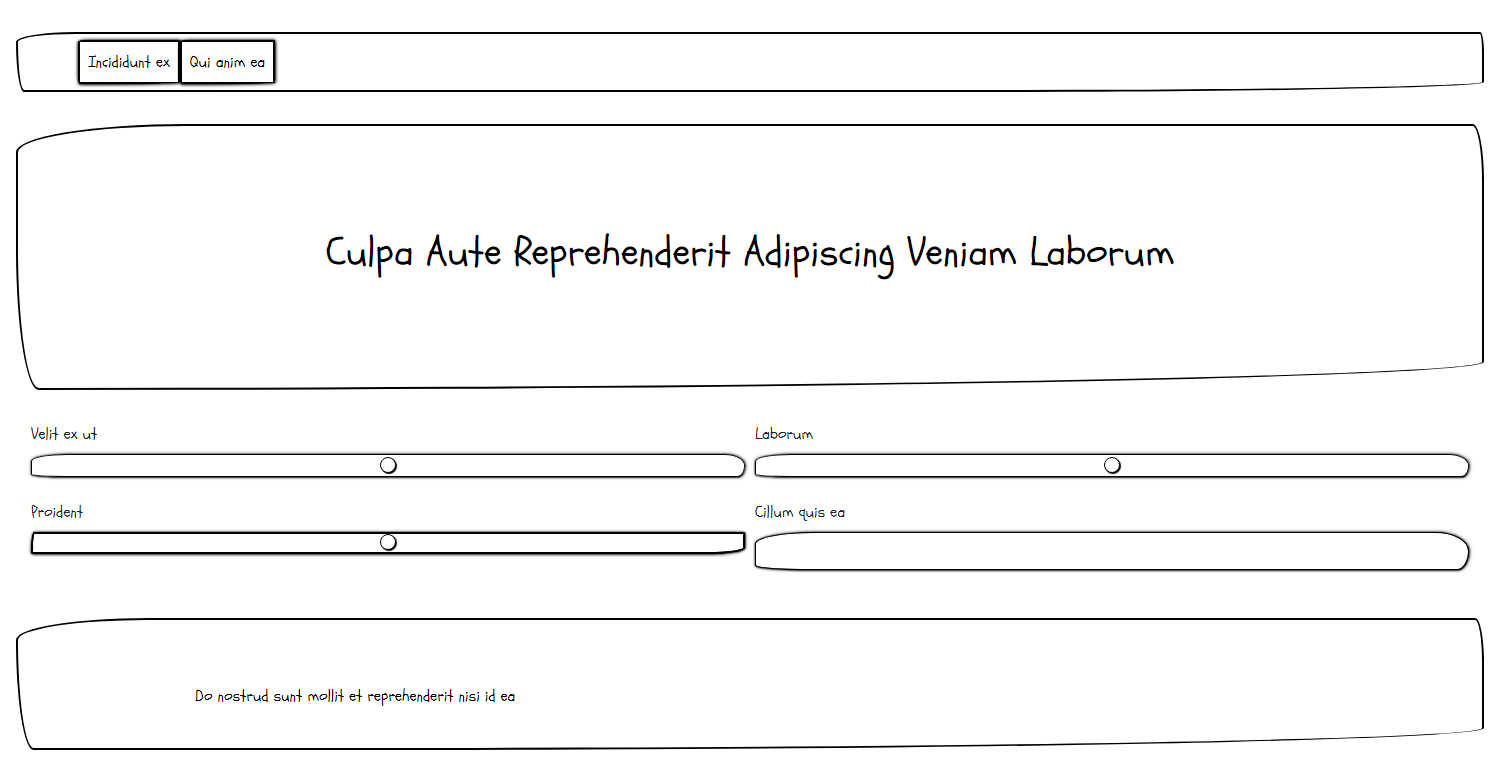 Incididunt ex
Qui anim ea
Culpa Aute Reprehenderit Adipiscing Veniam Laborum
Velit ex ut
Laborum
Proident
Cillum quis ea
Do nostrud sunt mollit et reprehenderit nisi id ea